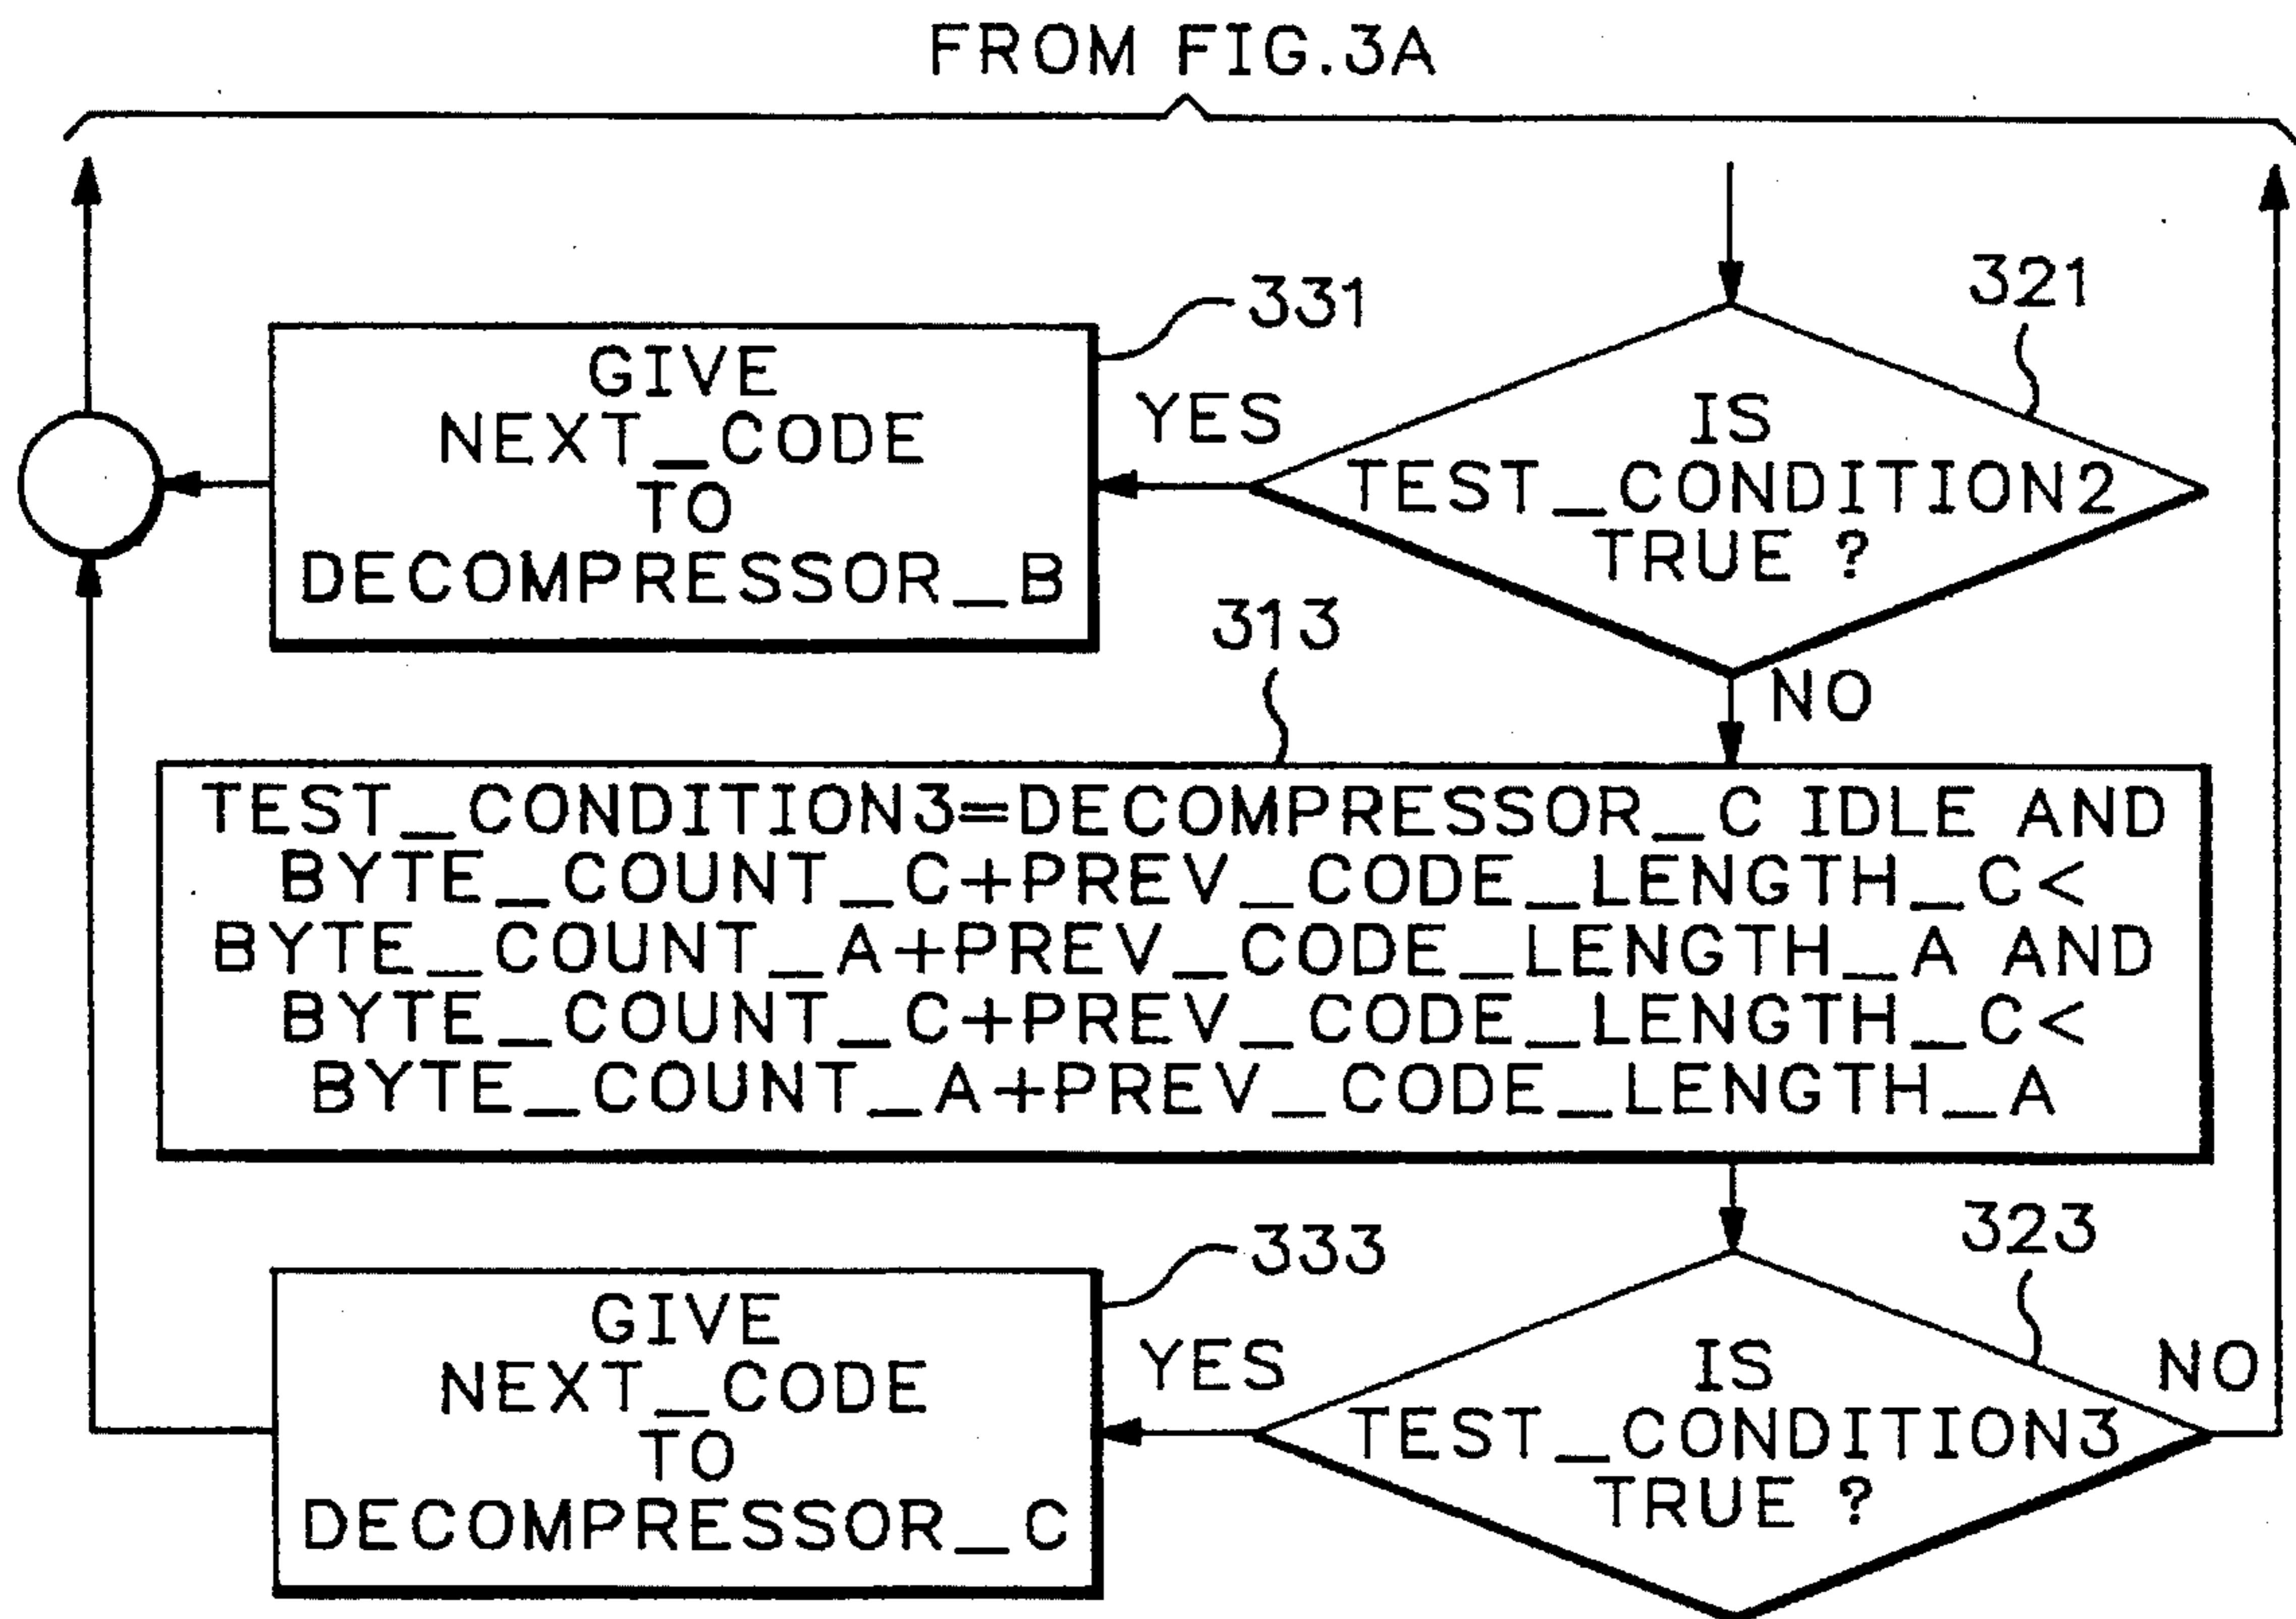 FROM FIG.3A
331
321
GIVE
NEXT_CODE
TO
DECOMPRESSOR_B
YES
IS
TEST_CONDITION2
TRUE ?
313
NO
TEST_CONDITION3=DECOMPRESSOR_C IDLE AND
BYTE_COUNT_C+PREV_CODE_LENGTH_C<
BYTE_COUNT_A+PREV_CODE_LENGTH_A AND
BYTE_COUNT_C+PREV_CODE_LENGTH_C<
BYTE_COUNT_A+PREV_CODE_LENGTH_A
333
323
GIVE
NEXT_CODE
TO
DECOMPRESSOR_C
YES
IS
TEST_CONDITION3
TRUE ?
NO